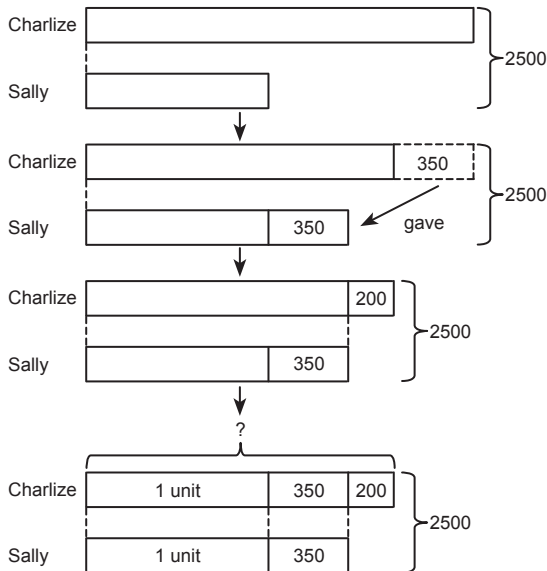 Charlize
2500
Sally
Charlize 350
2500
gave
Sally 350
Charlize 200
2500
Sally 350
?
Charlize 1 unit 350 200
2500
Sally 1 unit 350